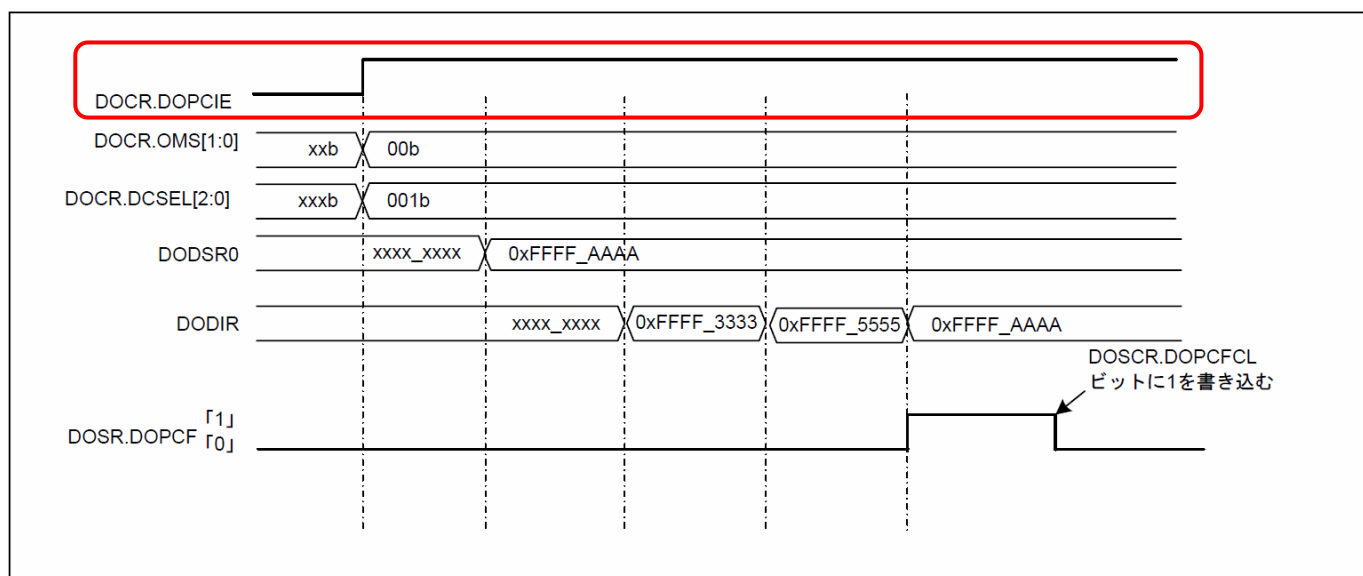 DOCR.DOPCIE
DOCR.OMS[1:0]
xxb
00b
DOCR.DCSEL[2:0]
xxxb
001b
DODSR0
xxxx_xxxx
0xFFFF_AAAA
DODIR
xxxx_xxxx
0xFFFF_3333
0xFFFF_5555
0xFFFF_AAAA
DOSCR.DOPCFCL
ビットに1を書き込む
DOSR.DOPCF
「1」
「0」